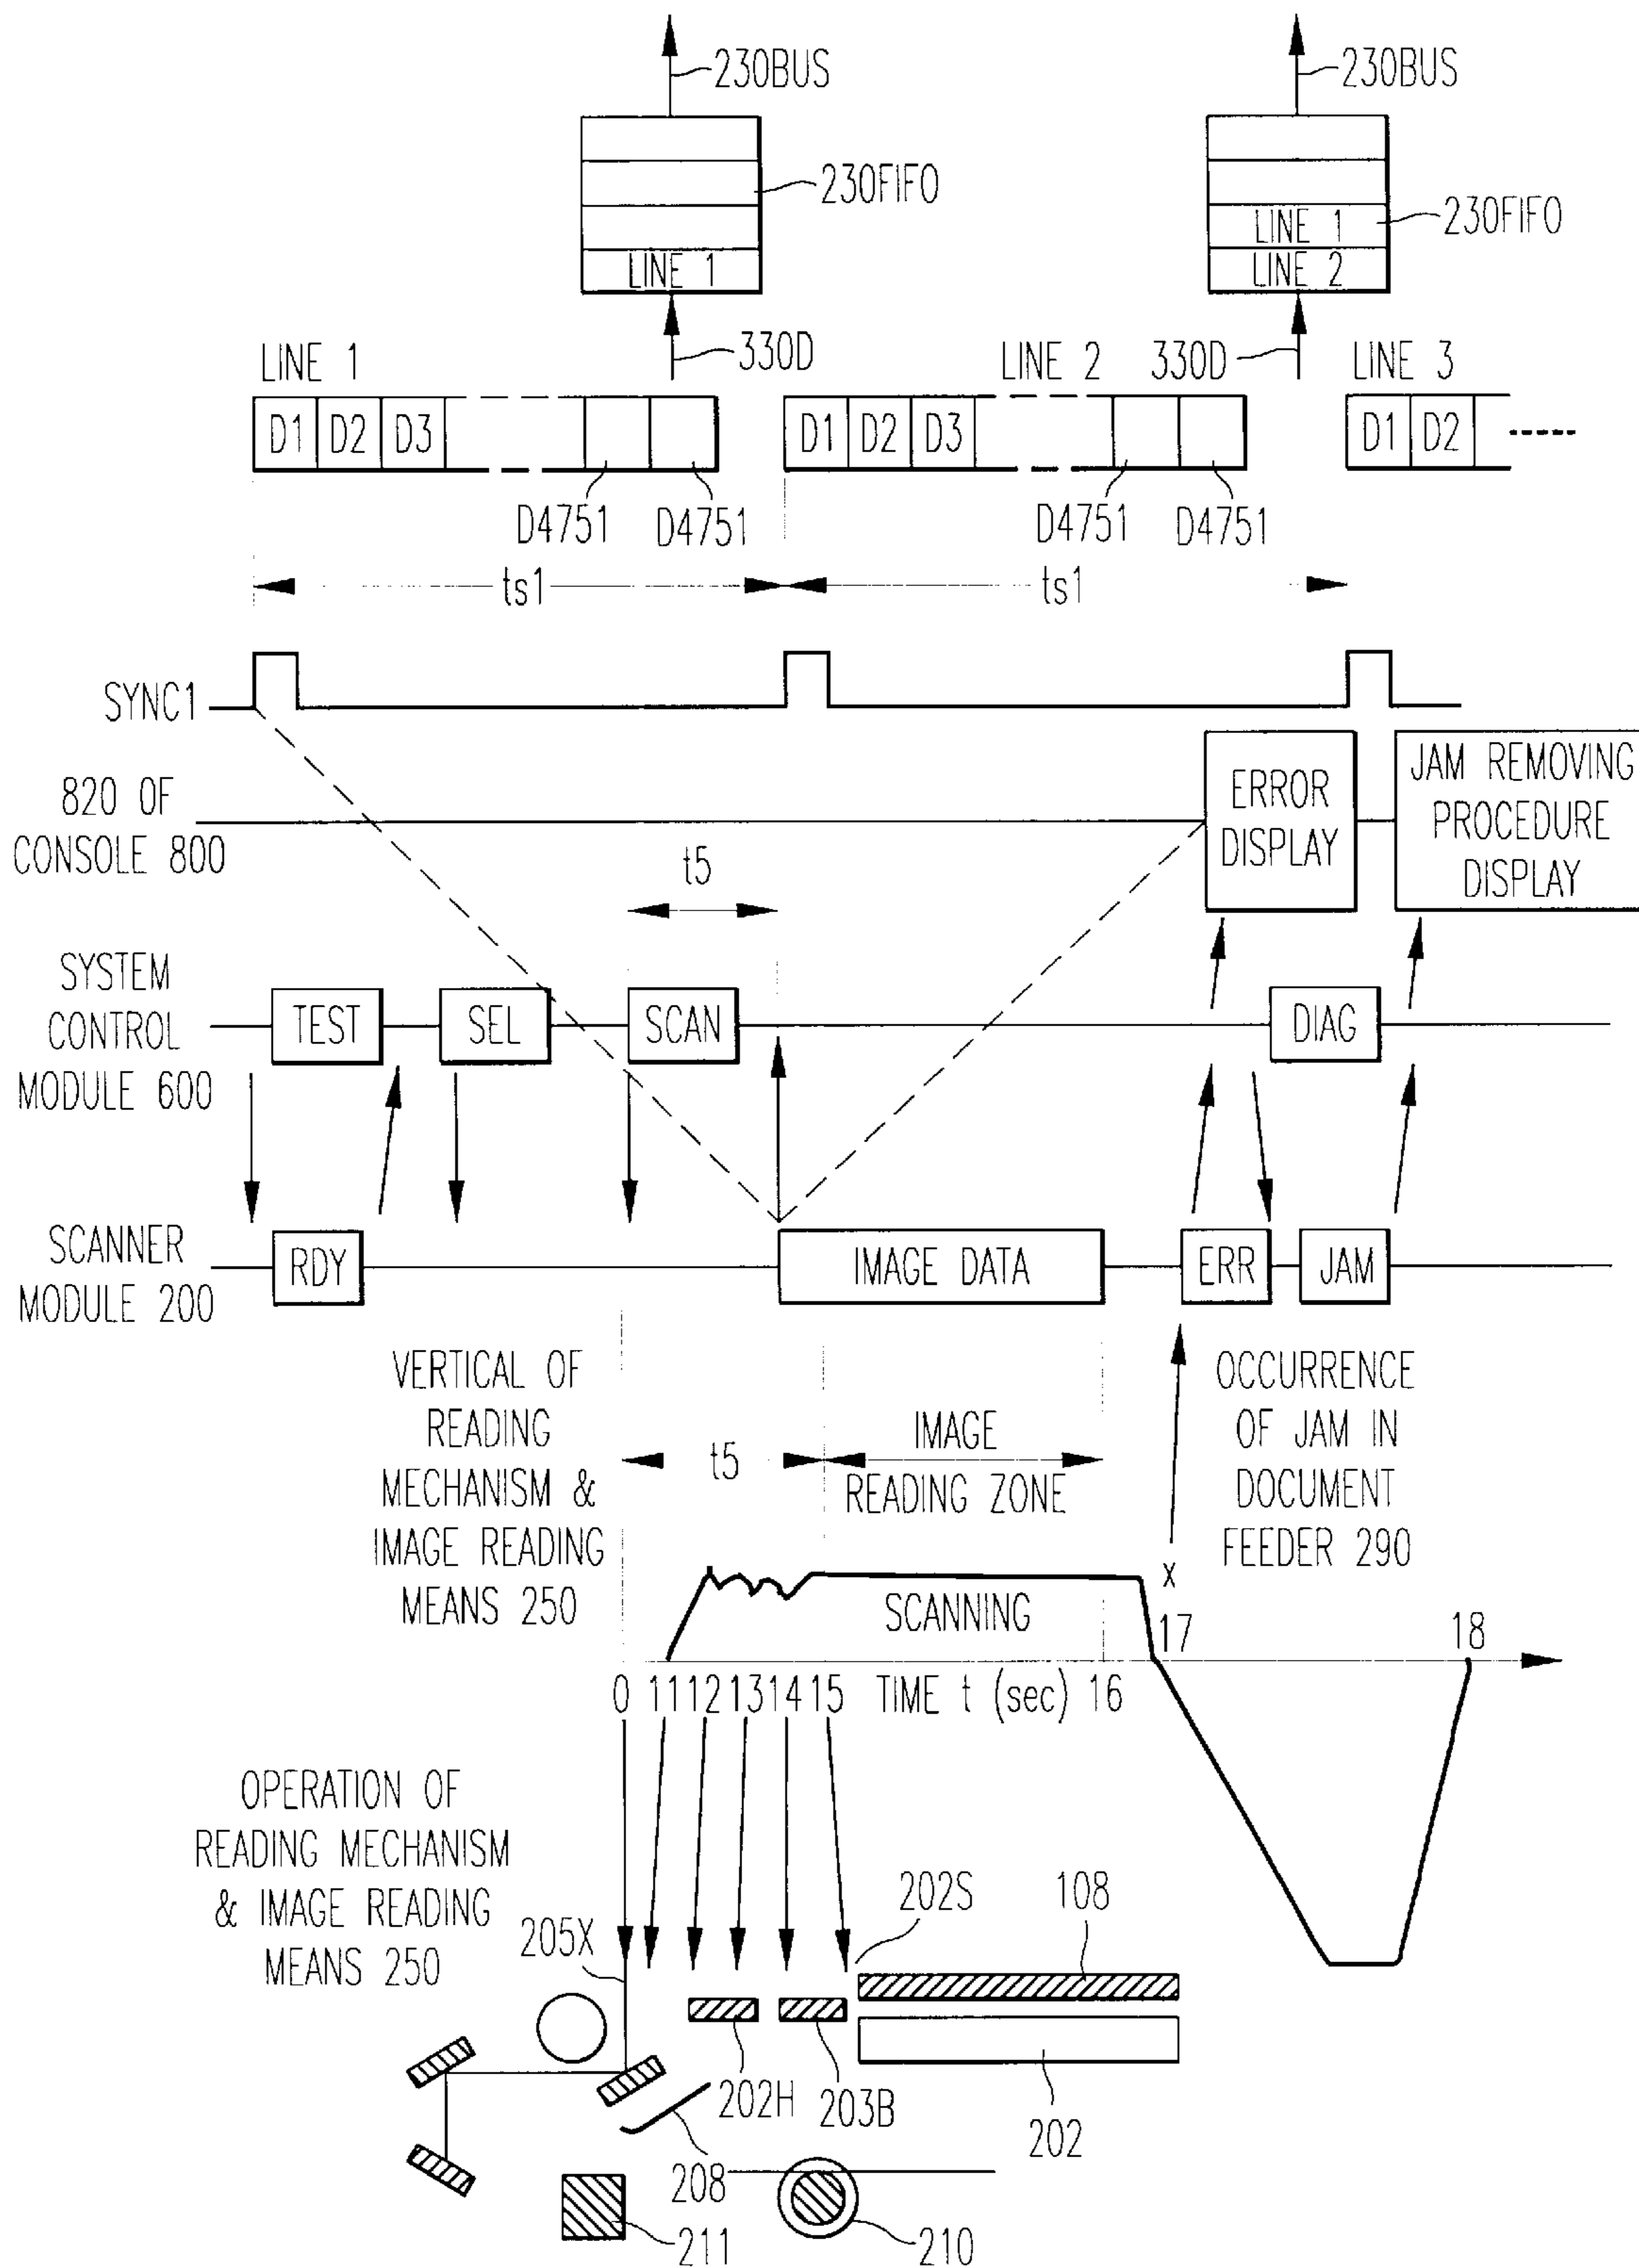 230BUS
230BUS
230FIFO
230FIFO
LINE 1
LINE 1
LINE 2
330D
330D
LINE 1
LINE 2
LINE 3
D1 D2 D3
D1 D2 D3
D1 D2
D4751 D4751
D4751 D4751
ts1
ts1
SYNC1
820 OF
CONSOLE 800
ERROR
DISPLAY
JAM REMOVING
PROCEDURE
DISPLAY
t5
SYSTEM
CONTROL
MODULE 600
TEST
SEL
SCAN
DIAG
SCANNER
MODULE 200
RDY
IMAGE DATA
ERR
JAM
VERTICAL OF
READING
MECHANISM &
IMAGE READING
MEANS 250
t5
IMAGE
READING ZONE
OCCURRENCE
OF JAM IN
DOCUMENT
FEEDER 290
x
SCANNING
17
18
0 11 12 13 14 15 TIME t (sec) 16
OPERATION OF
READING MECHANISM
& IMAGE READING
MEANS 250
205X
202S
108
202H
203B
202
208
211
210